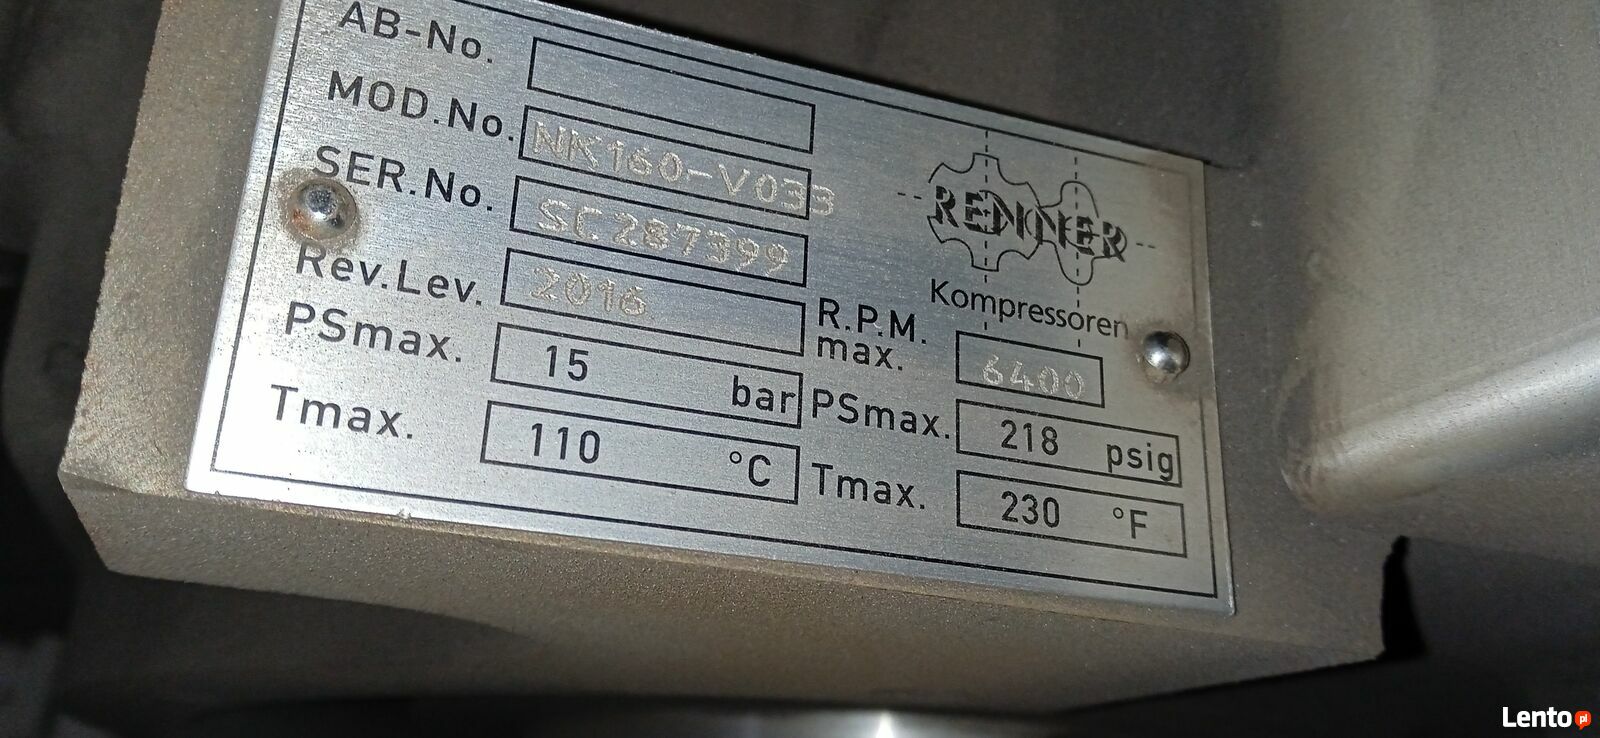 AB-No.
MOD.No. NK160-V033
SER.No. SC287399
Rev.Lev. 2016
RENNER
Kompressoren
R.P.M. max. 6400
PSmax. 15 bar PSmax. 218 psig
Tmax. 110 °C Tmax. 230 °F
Lento.pl